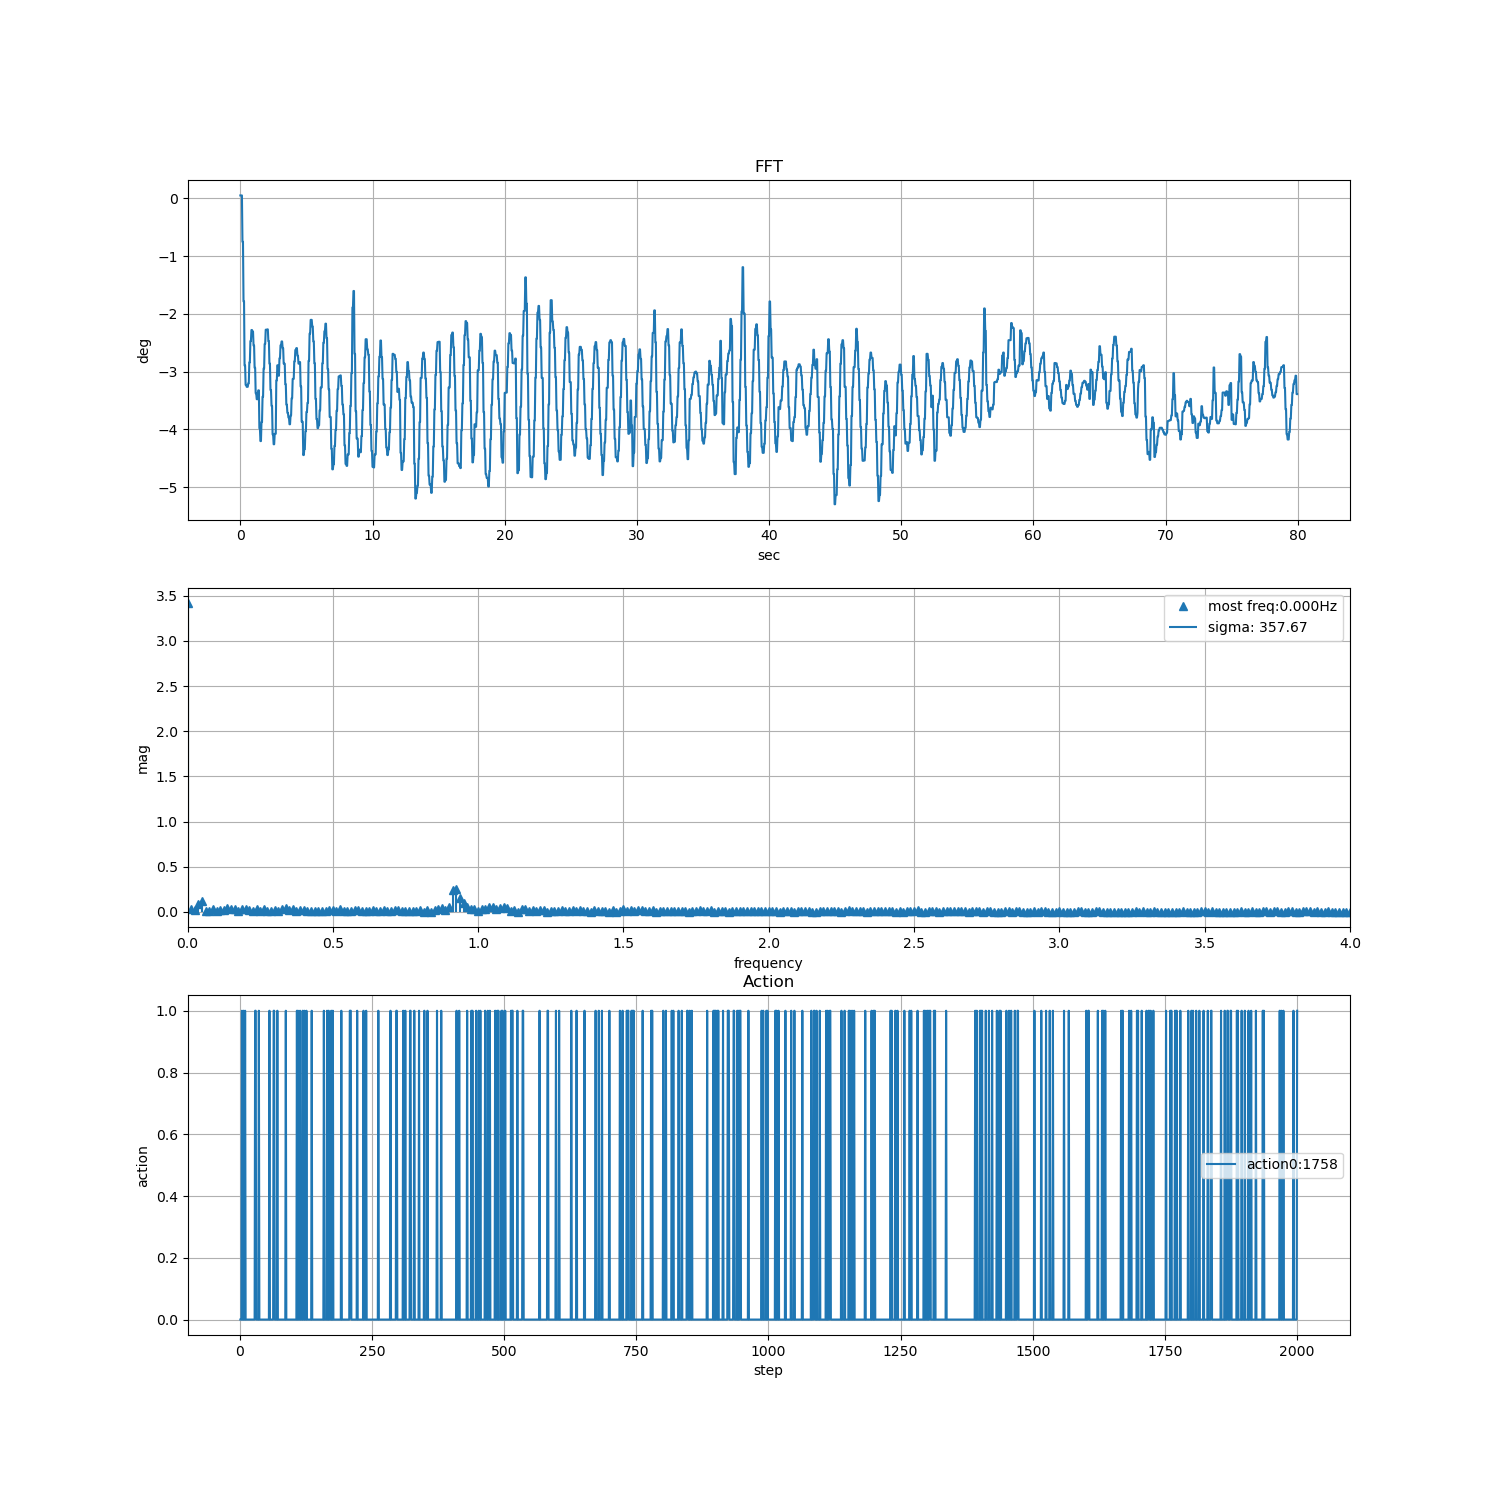 FFT
0
−1
−2
−3
−4
−5
deg
0 10 20 30 40 50 60 70 80
sec
3.5
3.0
2.5
2.0
1.5
1.0
0.5
0.0
mag
most freq:0.000Hz
sigma: 357.67
0.0 0.5 1.0 1.5 2.0 2.5 3.0 3.5 4.0
frequency
Action
1.0
0.8
0.6
0.4
0.2
0.0
action
action0:1758
0 250 500 750 1000 1250 1500 1750 2000
step